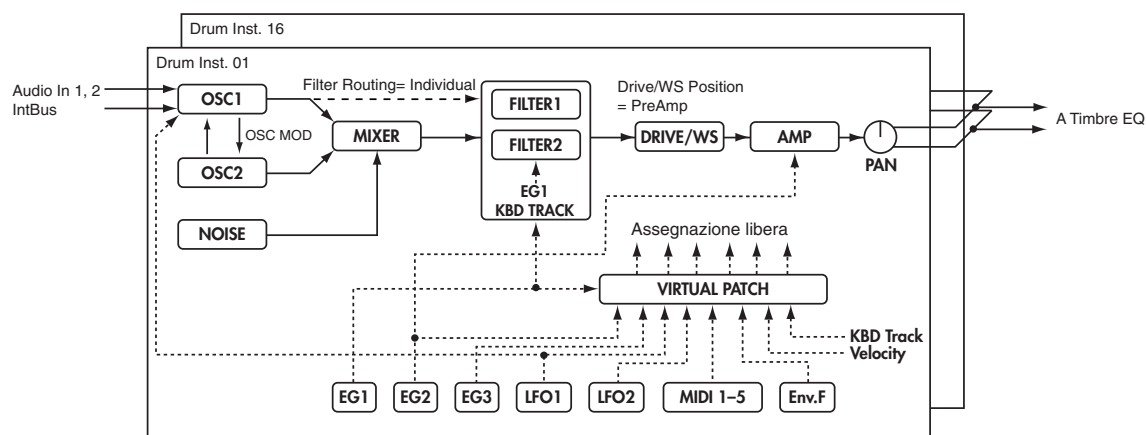 Drum Inst. 16
Drum Inst. 01
Audio In 1, 2
IntBus
OSC1
OSC MOD
OSC2
NOISE
Filter Routing= Individual
MIXER
FILTER1
FILTER2
EG1
KBD TRACK
Drive/WS Position
= PreAmp
DRIVE/WS
AMP
PAN
A Timbre EQ
Assegnazione libera
VIRTUAL PATCH
KBD Track
Velocity
EG1
EG2
EG3
LFO1
LFO2
MIDI 1–5
Env.F